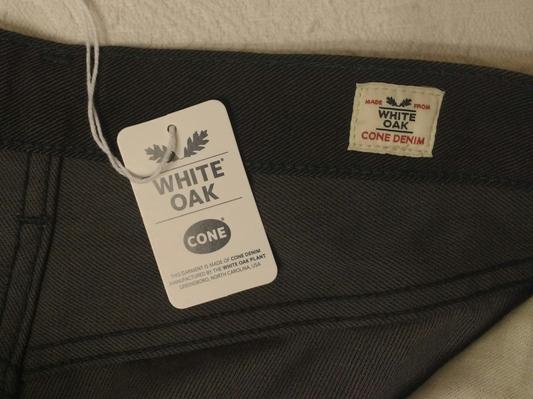 WHITE®
OAK
CONE®
THIS GARMENT IS MADE OF CONE DENIM
MANUFACTURED BY THE WHITE OAK PLANT
GREENSBORO, NORTH CAROLINA, USA
MADE FROM
WHITE
OAK
CONE DENIM